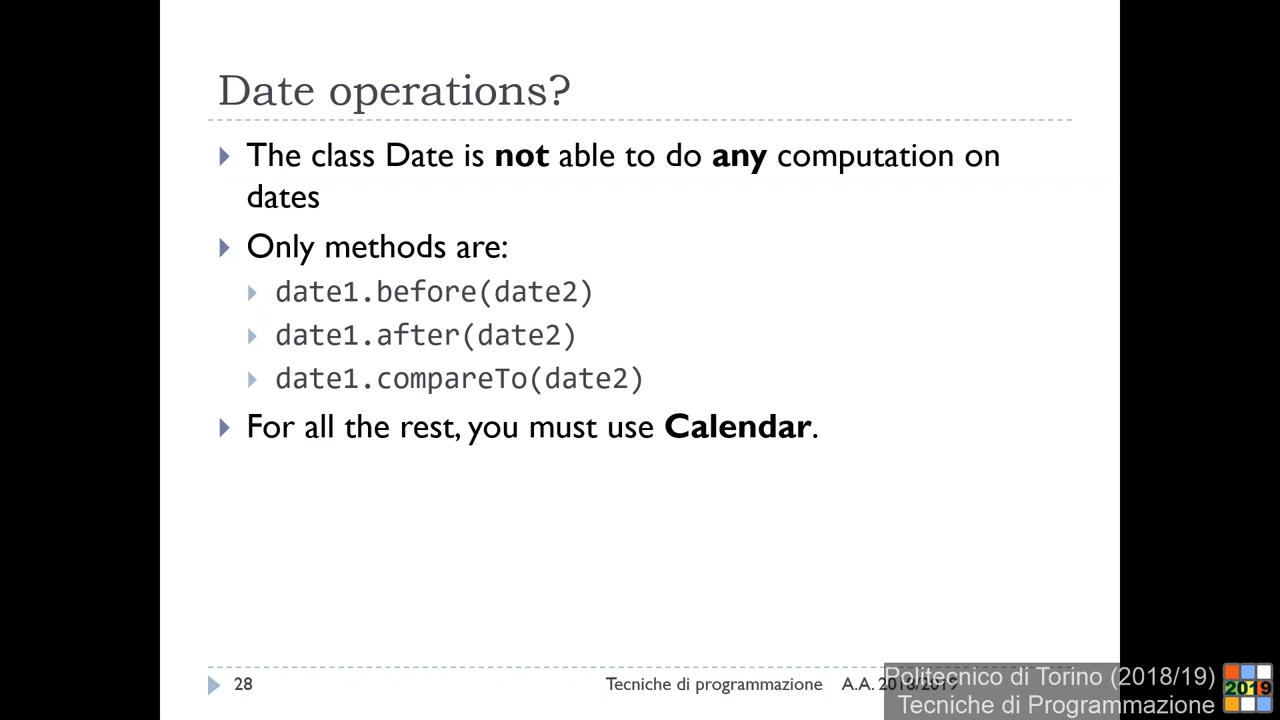 Date operations?
The class Date is not able to do any computation on
dates
Only methods are:
date1.before(date2)
date1.after(date2)
date1.compareTo(date2)
For all the rest, you must use Calendar.
28
Tecniche di programmazione A.A. 2018/2019
Politecnico di Torino (2018/19)
Tecniche di Programmazione
2019